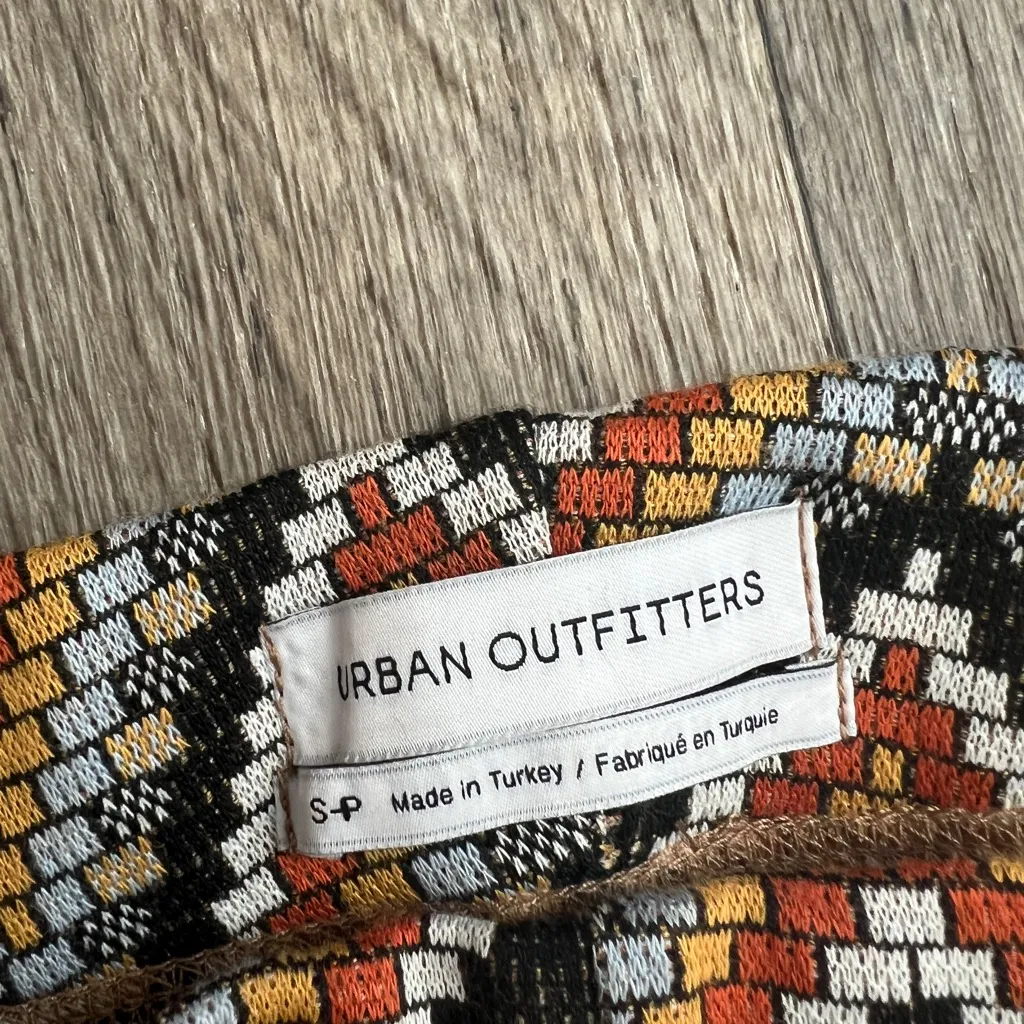 URBAN OUTFITTERS
S-P Made in Turkey / Fabriqué en Turquie